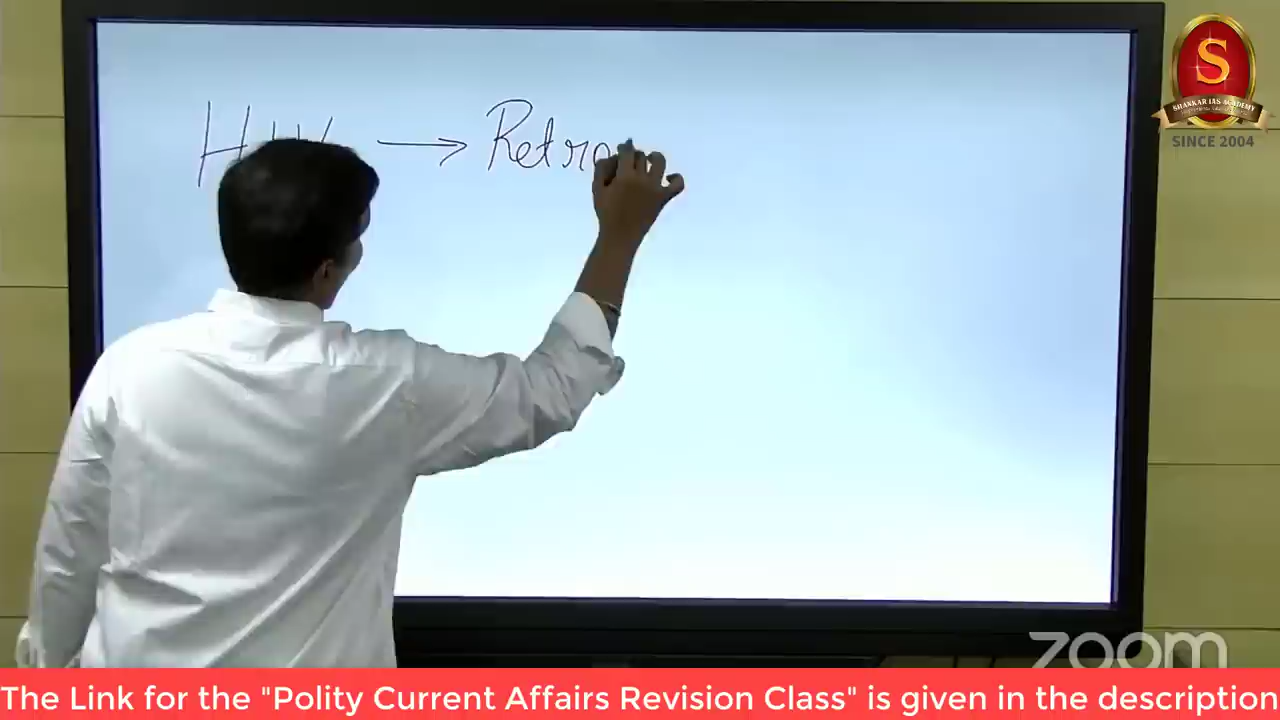 HIV → Retro
S
SHANKAR IAS ACADEMY
SINCE 2004
zoom
The Link for the "Polity Current Affairs Revision Class" is given in the description